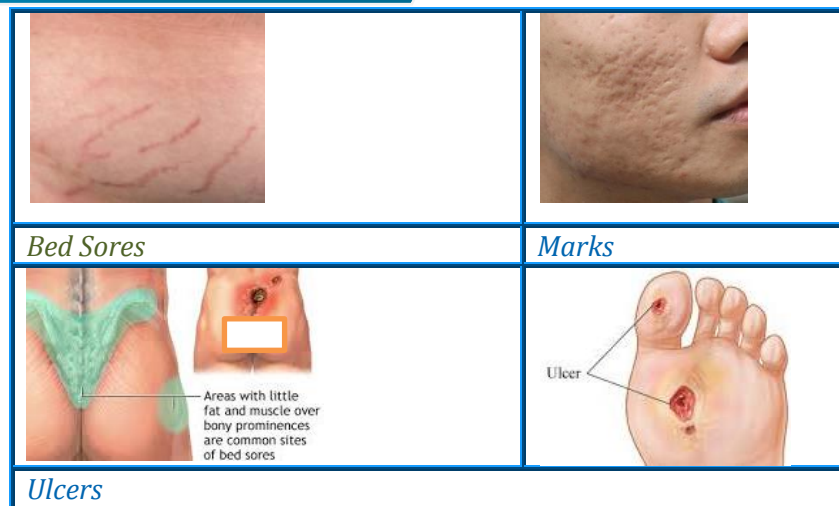 Bed Sores
Marks
Areas with little
fat and muscle over
bony prominences
are common sites
of bed sores
Ulcer
Ulcers